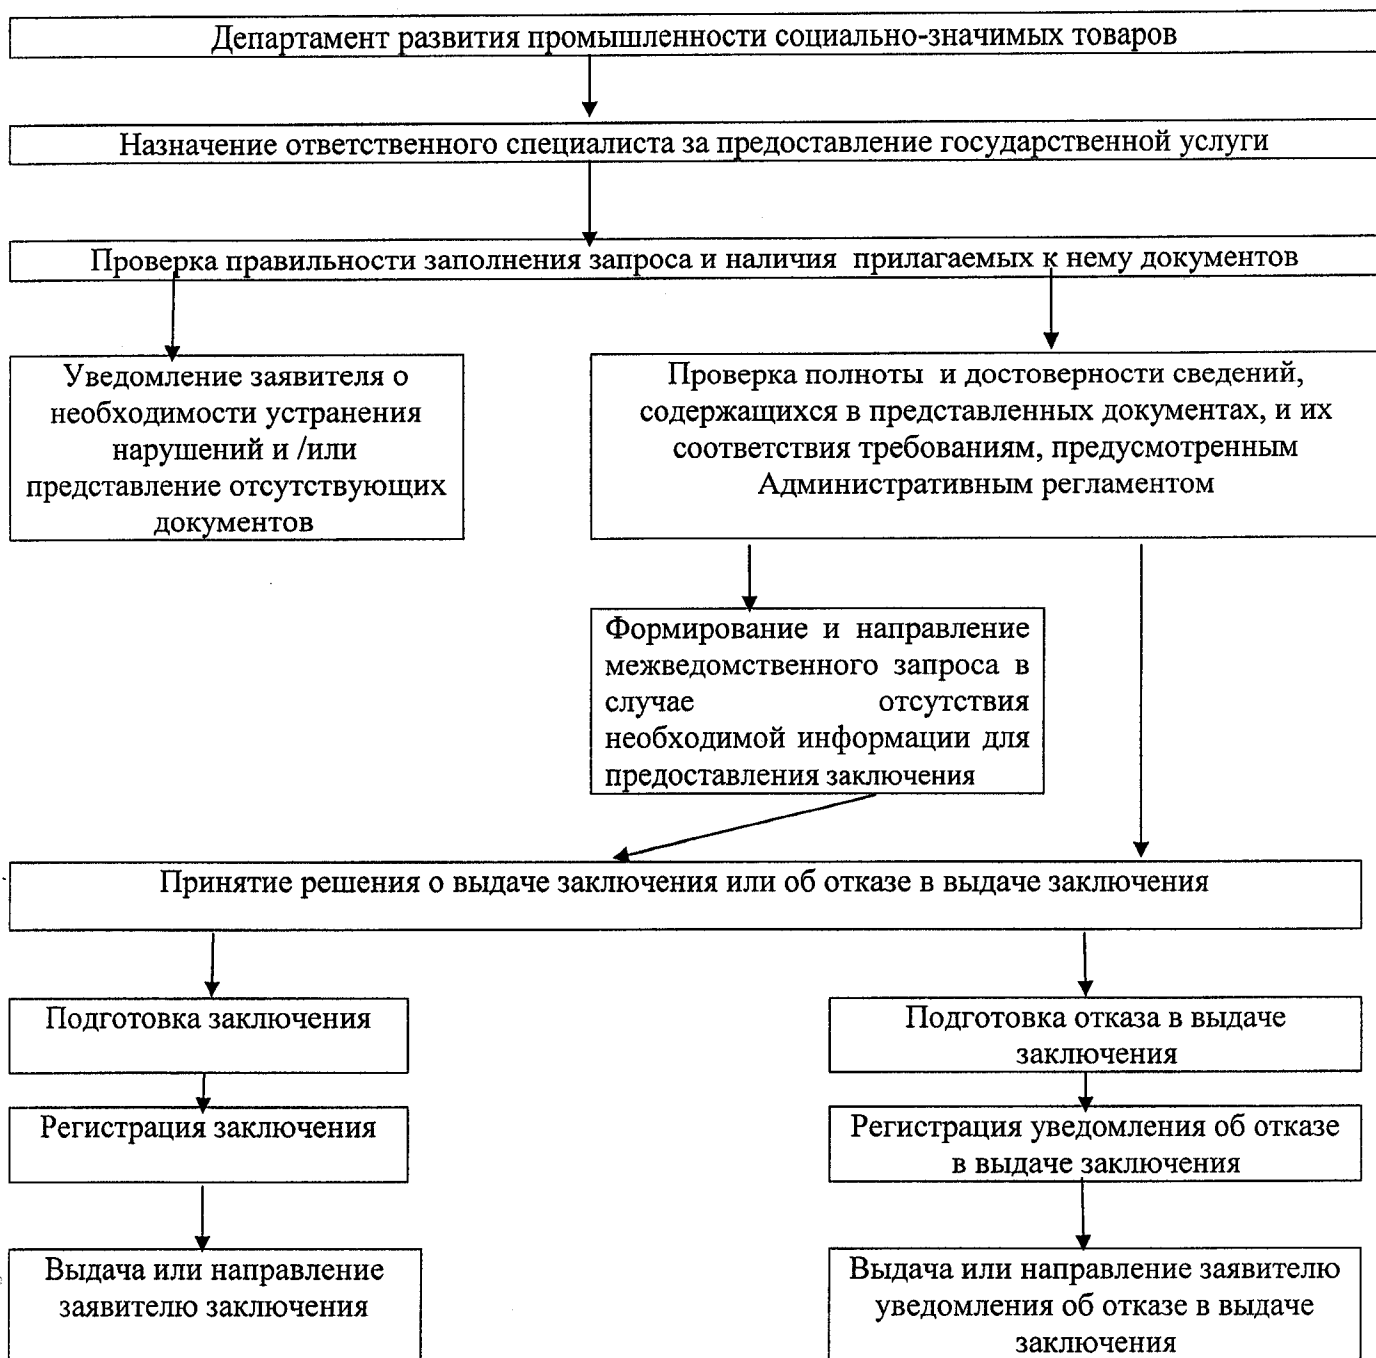 Департамент развития промышленности социально-значимых товаров
Назначение ответственного специалиста за предоставление государственной услуги
Проверка правильности заполнения запроса и наличия прилагаемых к нему документов
Уведомление заявителя о
необходимости устранения
нарушений и /или
представление отсутствующих
документов
Проверка полноты и достоверности сведений,
содержащихся в представленных документах, и их
соответствия требованиям, предусмотренным
Административным регламентом
Формирование и направление
межведомственного запроса в
случае отсутствия
необходимой информации для
предоставления заключения
Принятие решения о выдаче заключения или об отказе в выдаче заключения
Подготовка заключения
Подготовка отказа в выдаче
заключения
Регистрация заключения
Регистрация уведомления об отказе
в выдаче заключения
Выдача или направление
заявителю заключения
Выдача или направление заявителю
уведомления об отказе в выдаче
заключения